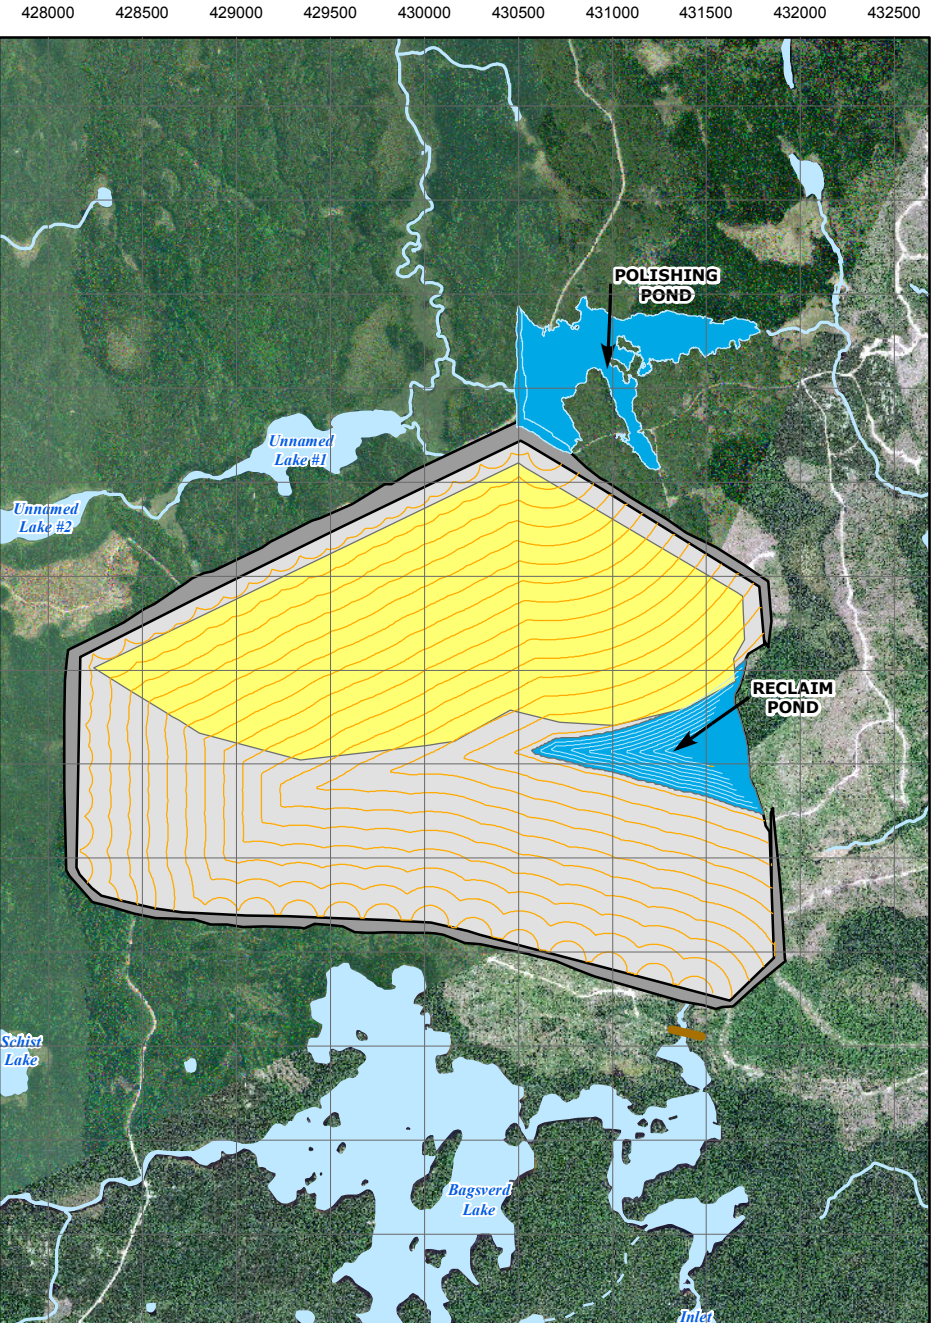 428000 428500 429000 429500 430000 430500 431000 431500 432000 432500
POLISHING
POND
Unnamed
Lake #1
Unnamed
Lake #2
RECLAIM
POND
Schist
Lake
Bagsverd
Lake
Inlet